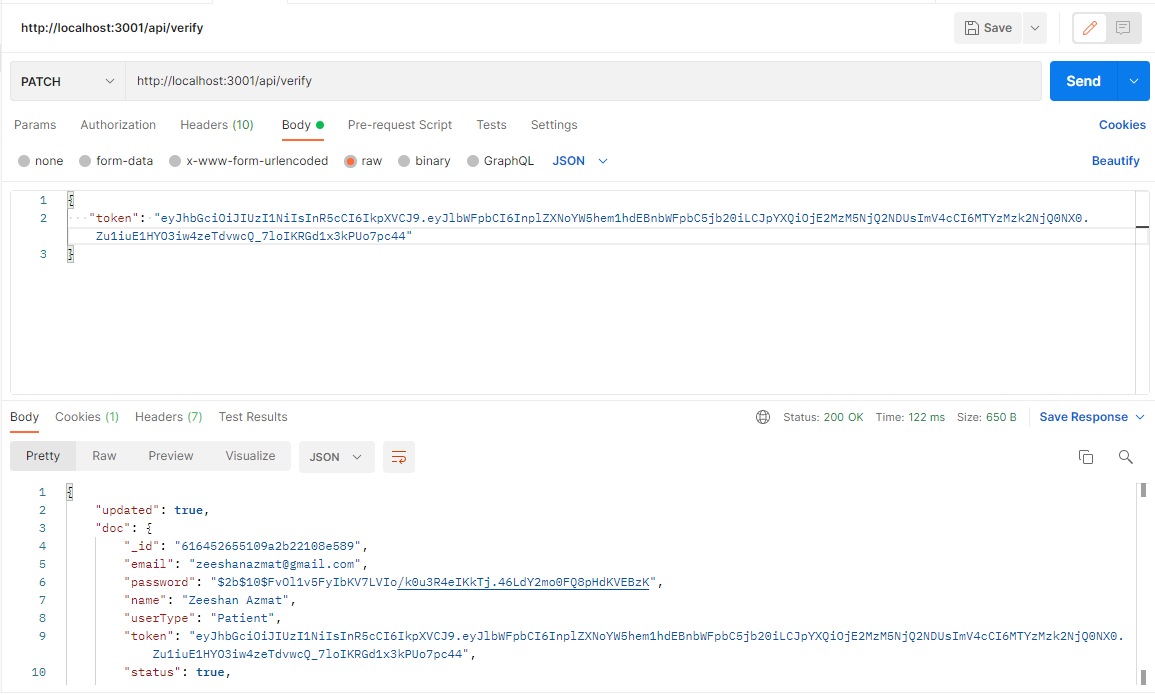 http://localhost:3001/api/verify
Save
PATCH
http://localhost:3001/api/verify
Send
Params Authorization Headers (10) Body Pre-request Script Tests Settings Cookies
none form-data x-www-form-urlencoded raw binary GraphQL JSON Beautify
1 {
2 "token": "eyJhbGciOiJIUzI1NiIsInR5cCI6IkpXVCJ9.eyJlbWFpbCI6InplZXNoYW5hem1hdEBnbWFpbC5jb20iLCJpYXQiOjE2MzM5NjQ2NDUsImV4cCI6MTYzMzk2NjQ0NX0.
Zu1iuE1HYO3iw4zeTdvwcQ_7loIKRGd1x3kPUo7pc44"
3 }
Body Cookies (1) Headers (7) Test Results Status: 200 OK Time: 122 ms Size: 650 B Save Response
Pretty Raw Preview Visualize JSON
1 {
2 "updated": true,
3 "doc": {
4 "_id": "616452655109a2b22108e589",
5 "email": "zeeshanazmat@gmail.com",
6 "password": "$2b$10$FvOl1v5FyIbKV7LVIo/k0u3R4eIKkTj.46LdY2mo0FQ8pHdKVEBzK",
7 "name": "Zeeshan Azmat",
8 "userType": "Patient",
9 "token": "eyJhbGciOiJIUzI1NiIsInR5cCI6IkpXVCJ9.eyJlbWFpbCI6InplZXNoYW5hem1hdEBnbWFpbC5jb20iLCJpYXQiOjE2MzM5NjQ2NDUsImV4cCI6MTYzMzk2NjQ0NX0.
Zu1iuE1HYO3iw4zeTdvwcQ_7loIKRGd1x3kPUo7pc44",
10 "status": true,